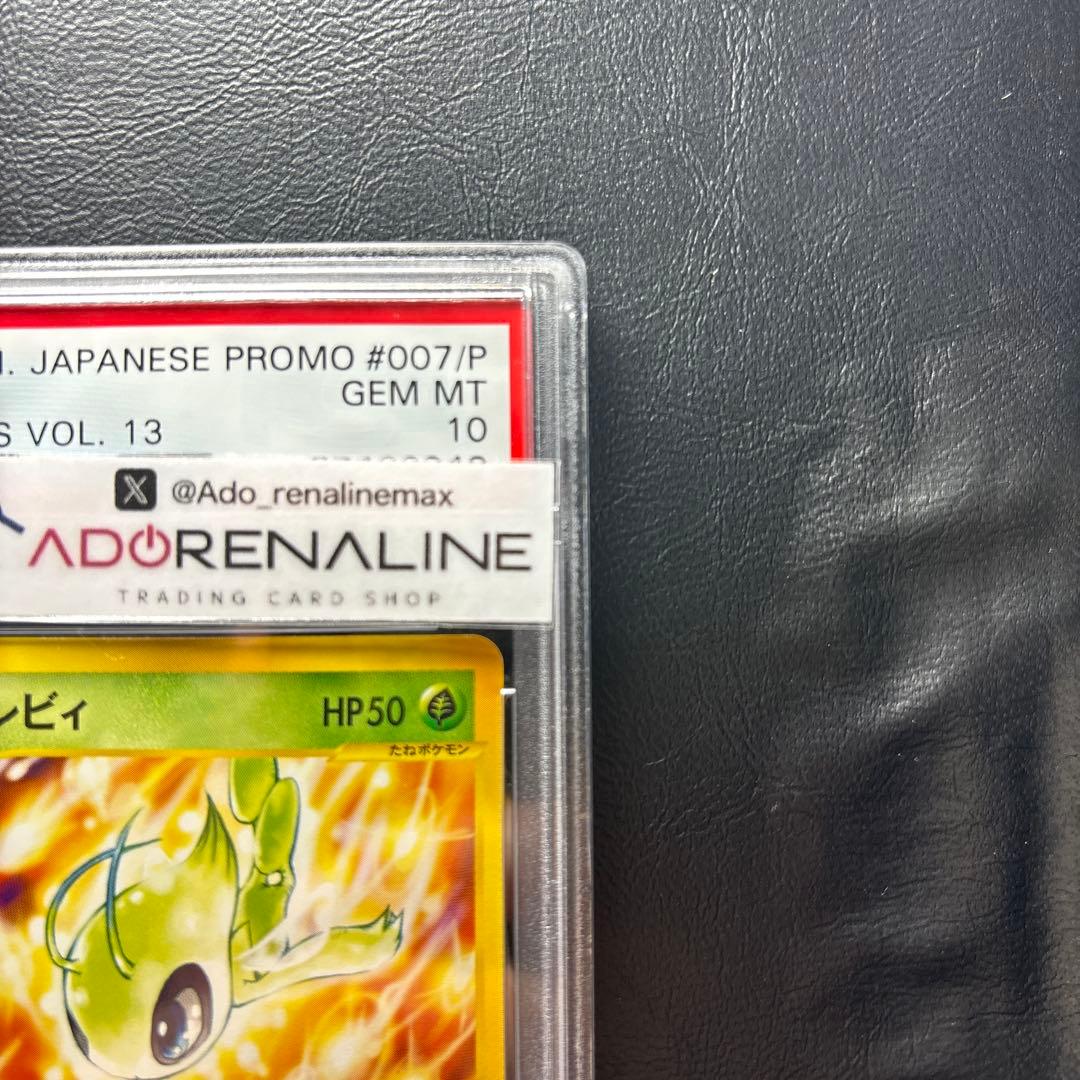 JAPANESE PROMO #007/P
GEM MT
S VOL. 13
10
@Ado_renalinemax
ADORENALINE
TRADING CARD SHOP
ビィ
HP50
たねポケモン